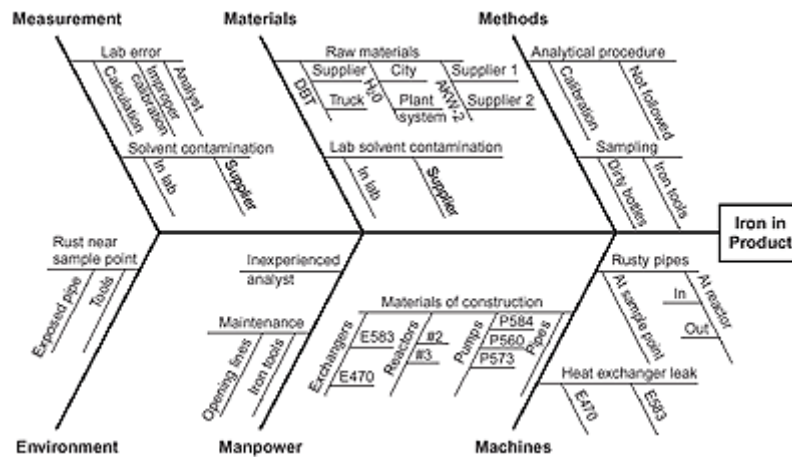 Measurement
Materials
Methods
Lab error
Calculation
Improper
calibration
Analyst
Solvent contamination
In lab
Supplier
Raw materials
DBT
Supplier
Truck
H₂0
City
Plant
system
AKW-2
Supplier 1
Supplier 2
Lab solvent contamination
In lab
Supplier
Analytical procedure
Calibration
Not followed
Sampling
Dirty bottles
Iron tools
Iron in
Product
Rust near
sample point
Exposed pipe
Tools
Inexperienced
analyst
Maintenance
Opening lines
Iron tools
Materials of construction
Exchangers
E583
E470
Reactors
#2
#3
Pumps
P584
P560
P573
Pipes
Rusty pipes
At sample point
At reactor
In
Out
Heat exchanger leak
E470
E583
Environment
Manpower
Machines